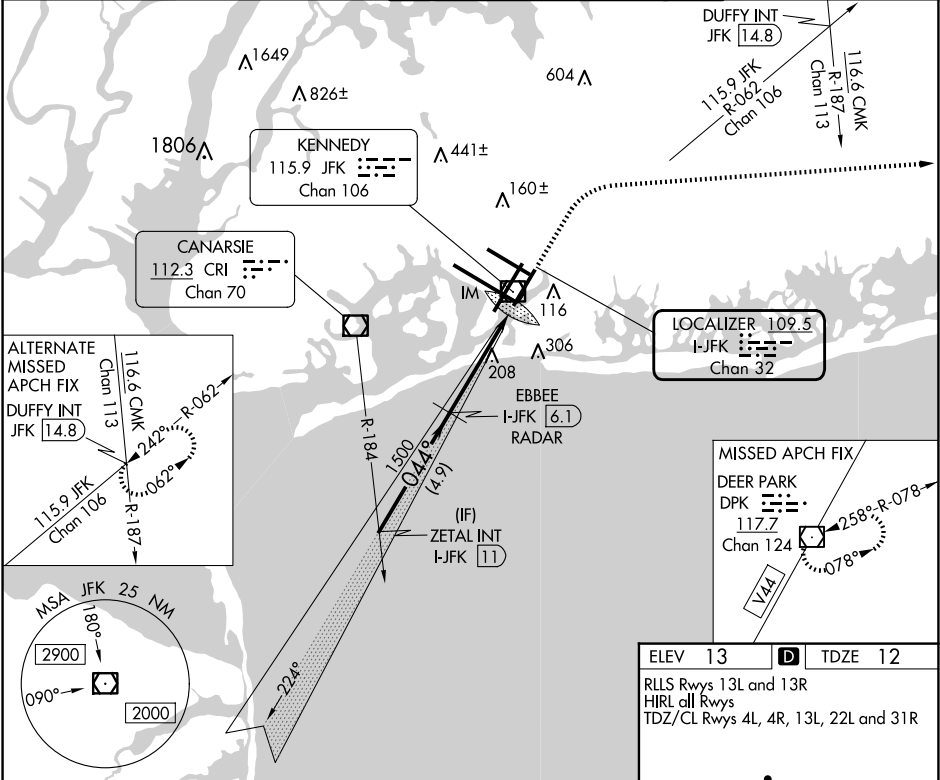 DUFFY INT
JFK 14.8
116.6 CMK
R-187
Chan 113
115.9 JFK
R-062
Chan 106
1649
826±
604
1806
441±
160±
KENNEDY
115.9 JFK
Chan 106
CANARSIE
112.3 CRI
Chan 70
IM
116
306
208
LOCALIZER 109.5
I-JFK
Chan 32
EBBEE
I-JFK 6.1
RADAR
R-184
1500
044°
(4.9)
(IF)
ZETAL INT
I-JFK 11
224°
ALTERNATE
MISSED
APCH FIX
DUFFY INT
JFK 14.8
116.6 CMK
Chan 113
242°
R-062
062°
115.9 JFK
Chan 106
R-187
MISSED APCH FIX
DEER PARK
DPK
117.7
Chan 124
258°
R-078
078°
V44
MSA JFK 25 NM
180°
2900
090°
2000
ELEV 13 D TDZE 12
RLLS Rwys 13L and 13R
HIRL all Rwys
TDZ/CL Rwys 4L, 4R, 13L, 22L and 31R